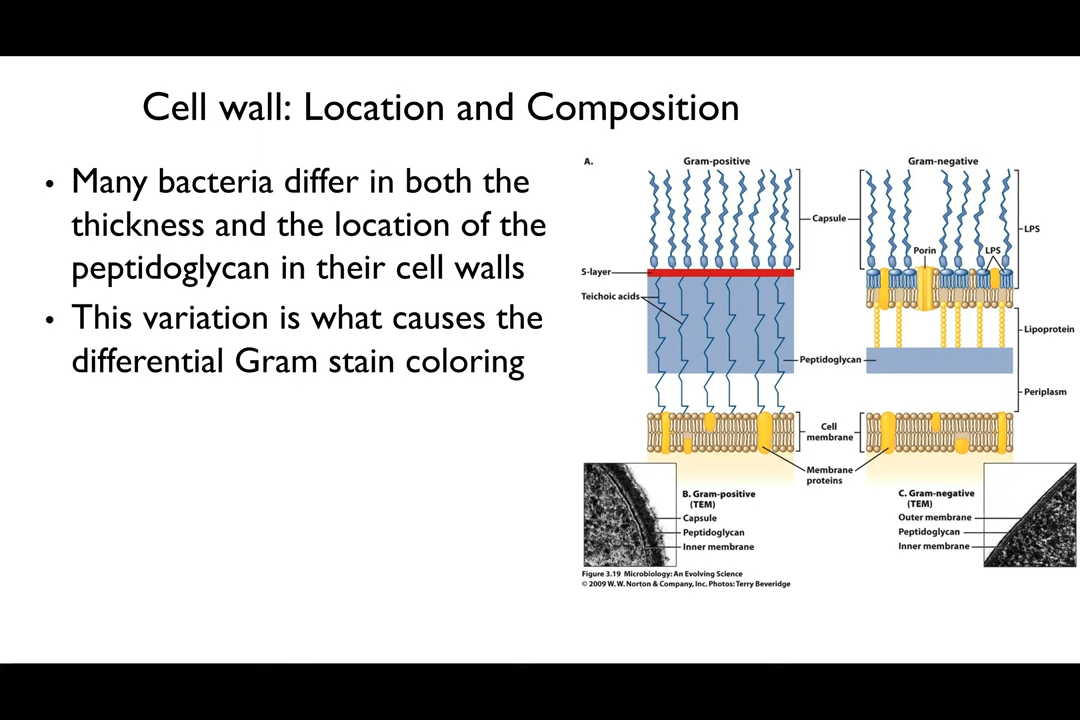 Cell wall: Location and Composition
• Many bacteria differ in both the
thickness and the location of the
peptidoglycan in their cell walls
• This variation is what causes the
differential Gram stain coloring
A.
Gram-positive
Gram-negative
Capsule
LPS
Porin
LPS
S-layer
Teichoic acids
Lipoprotein
Peptidoglycan
Periplasm
Cell
membrane
Membrane
proteins
B. Gram-positive
(TEM)
Capsule
Peptidoglycan
Inner membrane
C. Gram-negative
(TEM)
Outer membrane
Peptidoglycan
Inner membrane
Figure 3.19 Microbiology: An Evolving Science
© 2009 W. W. Norton & Company, Inc. Photos: Terry Beveridge